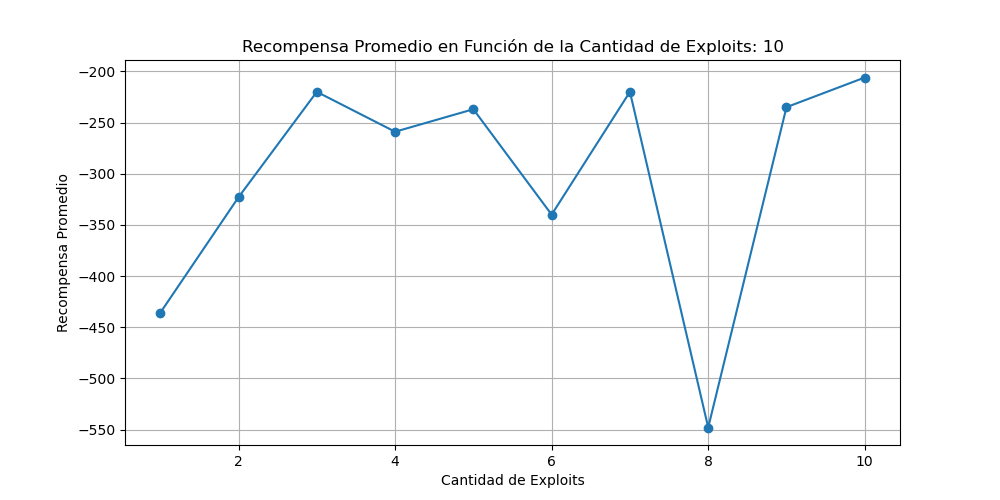 Recompensa Promedio en Función de la Cantidad de Exploits: 10
Recompensa Promedio
−200
−250
−300
−350
−400
−450
−500
−550
2 4 6 8 10
Cantidad de Exploits